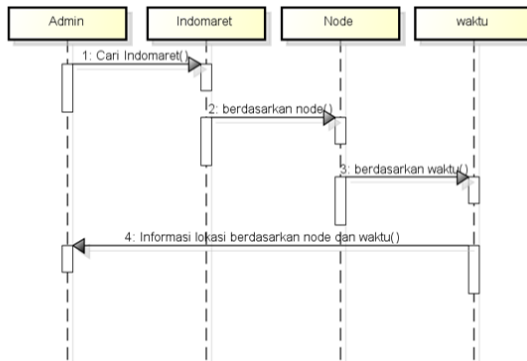 Admin
Indomaret
Node
waktu
1: Cari Indomaret()
2: berdasarkan node()
3: berdasarkan waktu()
4: Informasi lokasi berdasarkan node dan waktu()